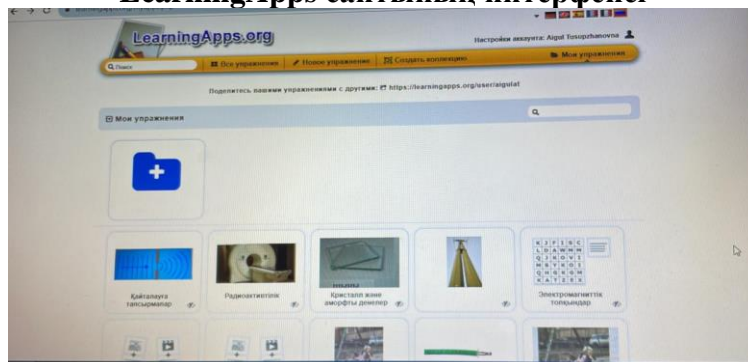 LearningApps сайтының интерфейсі
LearningApps.org
Настройки аккаунта: Aigul Tosupzhanovna
Поиск
Все упражнения
Новое упражнение
Создать коллекцию
Мои упражнения
Поделитесь вашими упражнениями с другими: https://learningapps.org/user/aigulat
Мои упражнения
Қайталауға тапсырмалар
Радиоактивтілік
Кристалл және аморфты денелер
Электромагниттік толқындар